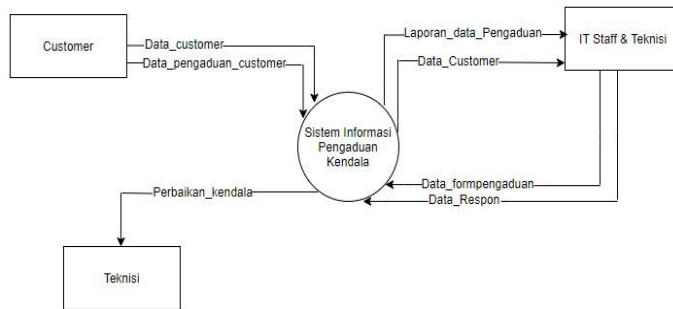 Customer
Data_customer
Data_pengaduan_customer
Laporan_data_Pengaduan
Data_Customer
IT Staff & Teknisi
Sistem Informasi
Pengaduan
Kendala
Data_formpengaduan
Data_Respon
Perbaikan_kendala
Teknisi